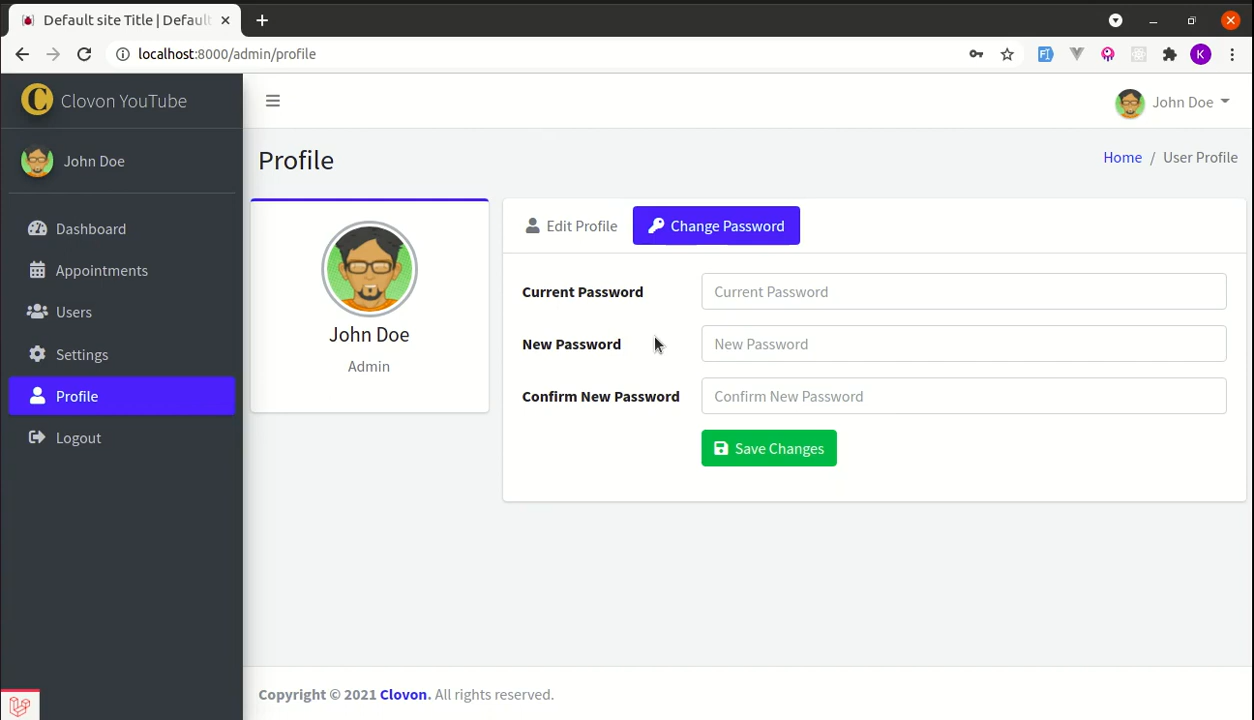 Default site Title | Default
localhost:8000/admin/profile
K
C Clovon YouTube
John Doe
John Doe
Profile
Home / User Profile
Dashboard
Appointments
Users
Settings
Profile
Logout
John Doe
Admin
Edit Profile
Change Password
Current Password
Current Password
New Password
New Password
Confirm New Password
Confirm New Password
Save Changes
Copyright © 2021 Clovon. All rights reserved.